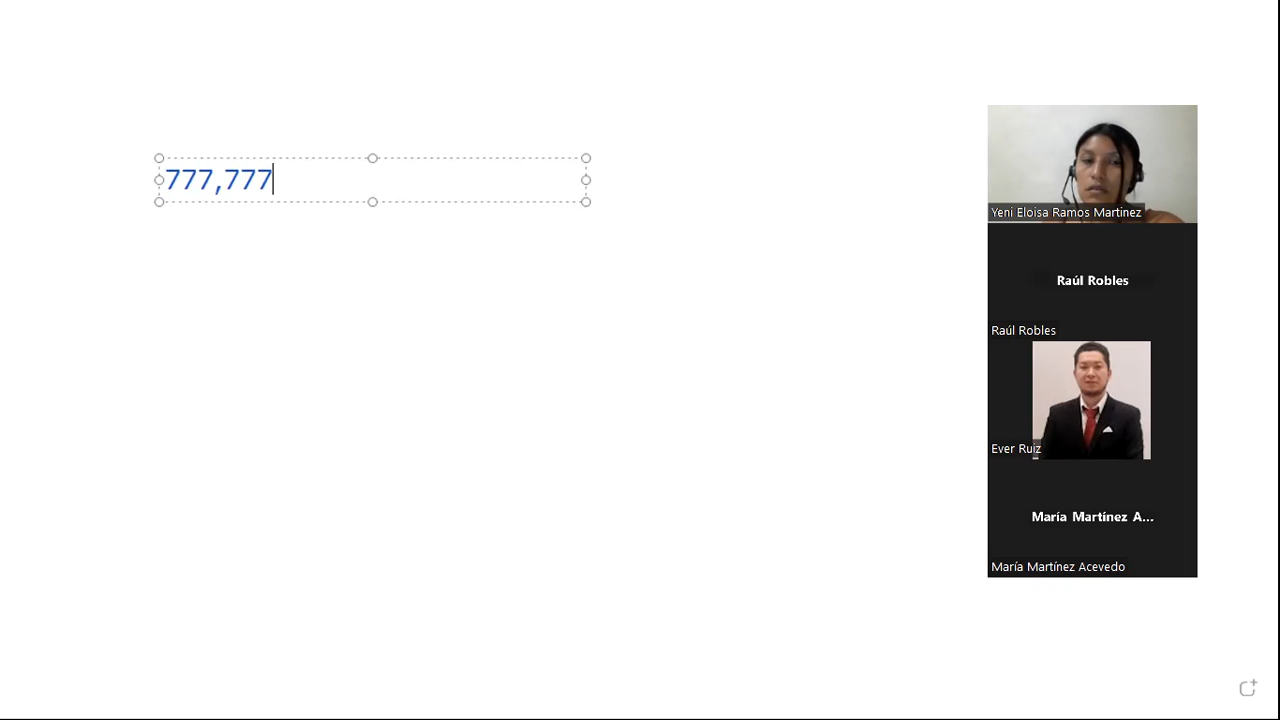 777,777
Yeni Eloisa Ramos Martinez
Raúl Robles
Raúl Robles
Ever Ruiz
María Martínez A...
María Martínez Acevedo